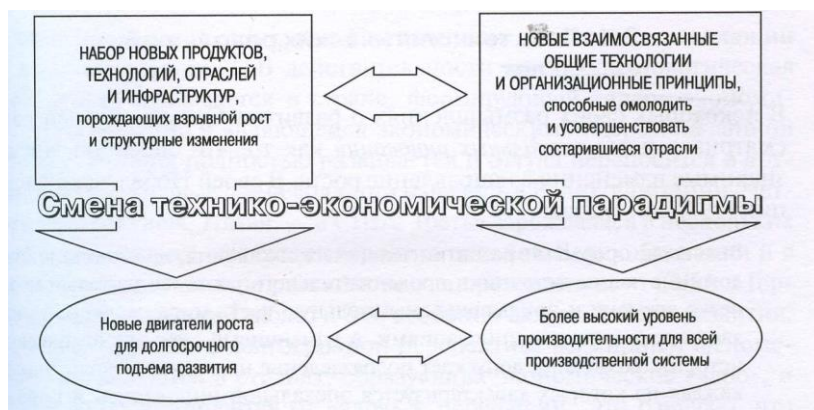 НАБОР НОВЫХ ПРОДУКТОВ,
ТЕХНОЛОГИЙ, ОТРАСЛЕЙ
И ИНФРАСТРУКТУР,
порождающих взрывной рост
и структурные изменения
НОВЫЕ ВЗАИМОСВЯЗАННЫЕ
ОБЩИЕ ТЕХНОЛОГИИ
И ОРГАНИЗАЦИОННЫЕ ПРИНЦИПЫ,
способные омолодить
и усовершенствовать
состарившиеся отрасли
Смена технико-экономической парадигмы
Новые двигатели роста
для долгосрочного
подъема развития
Более высокий уровень
производительности для всей
производительной системы